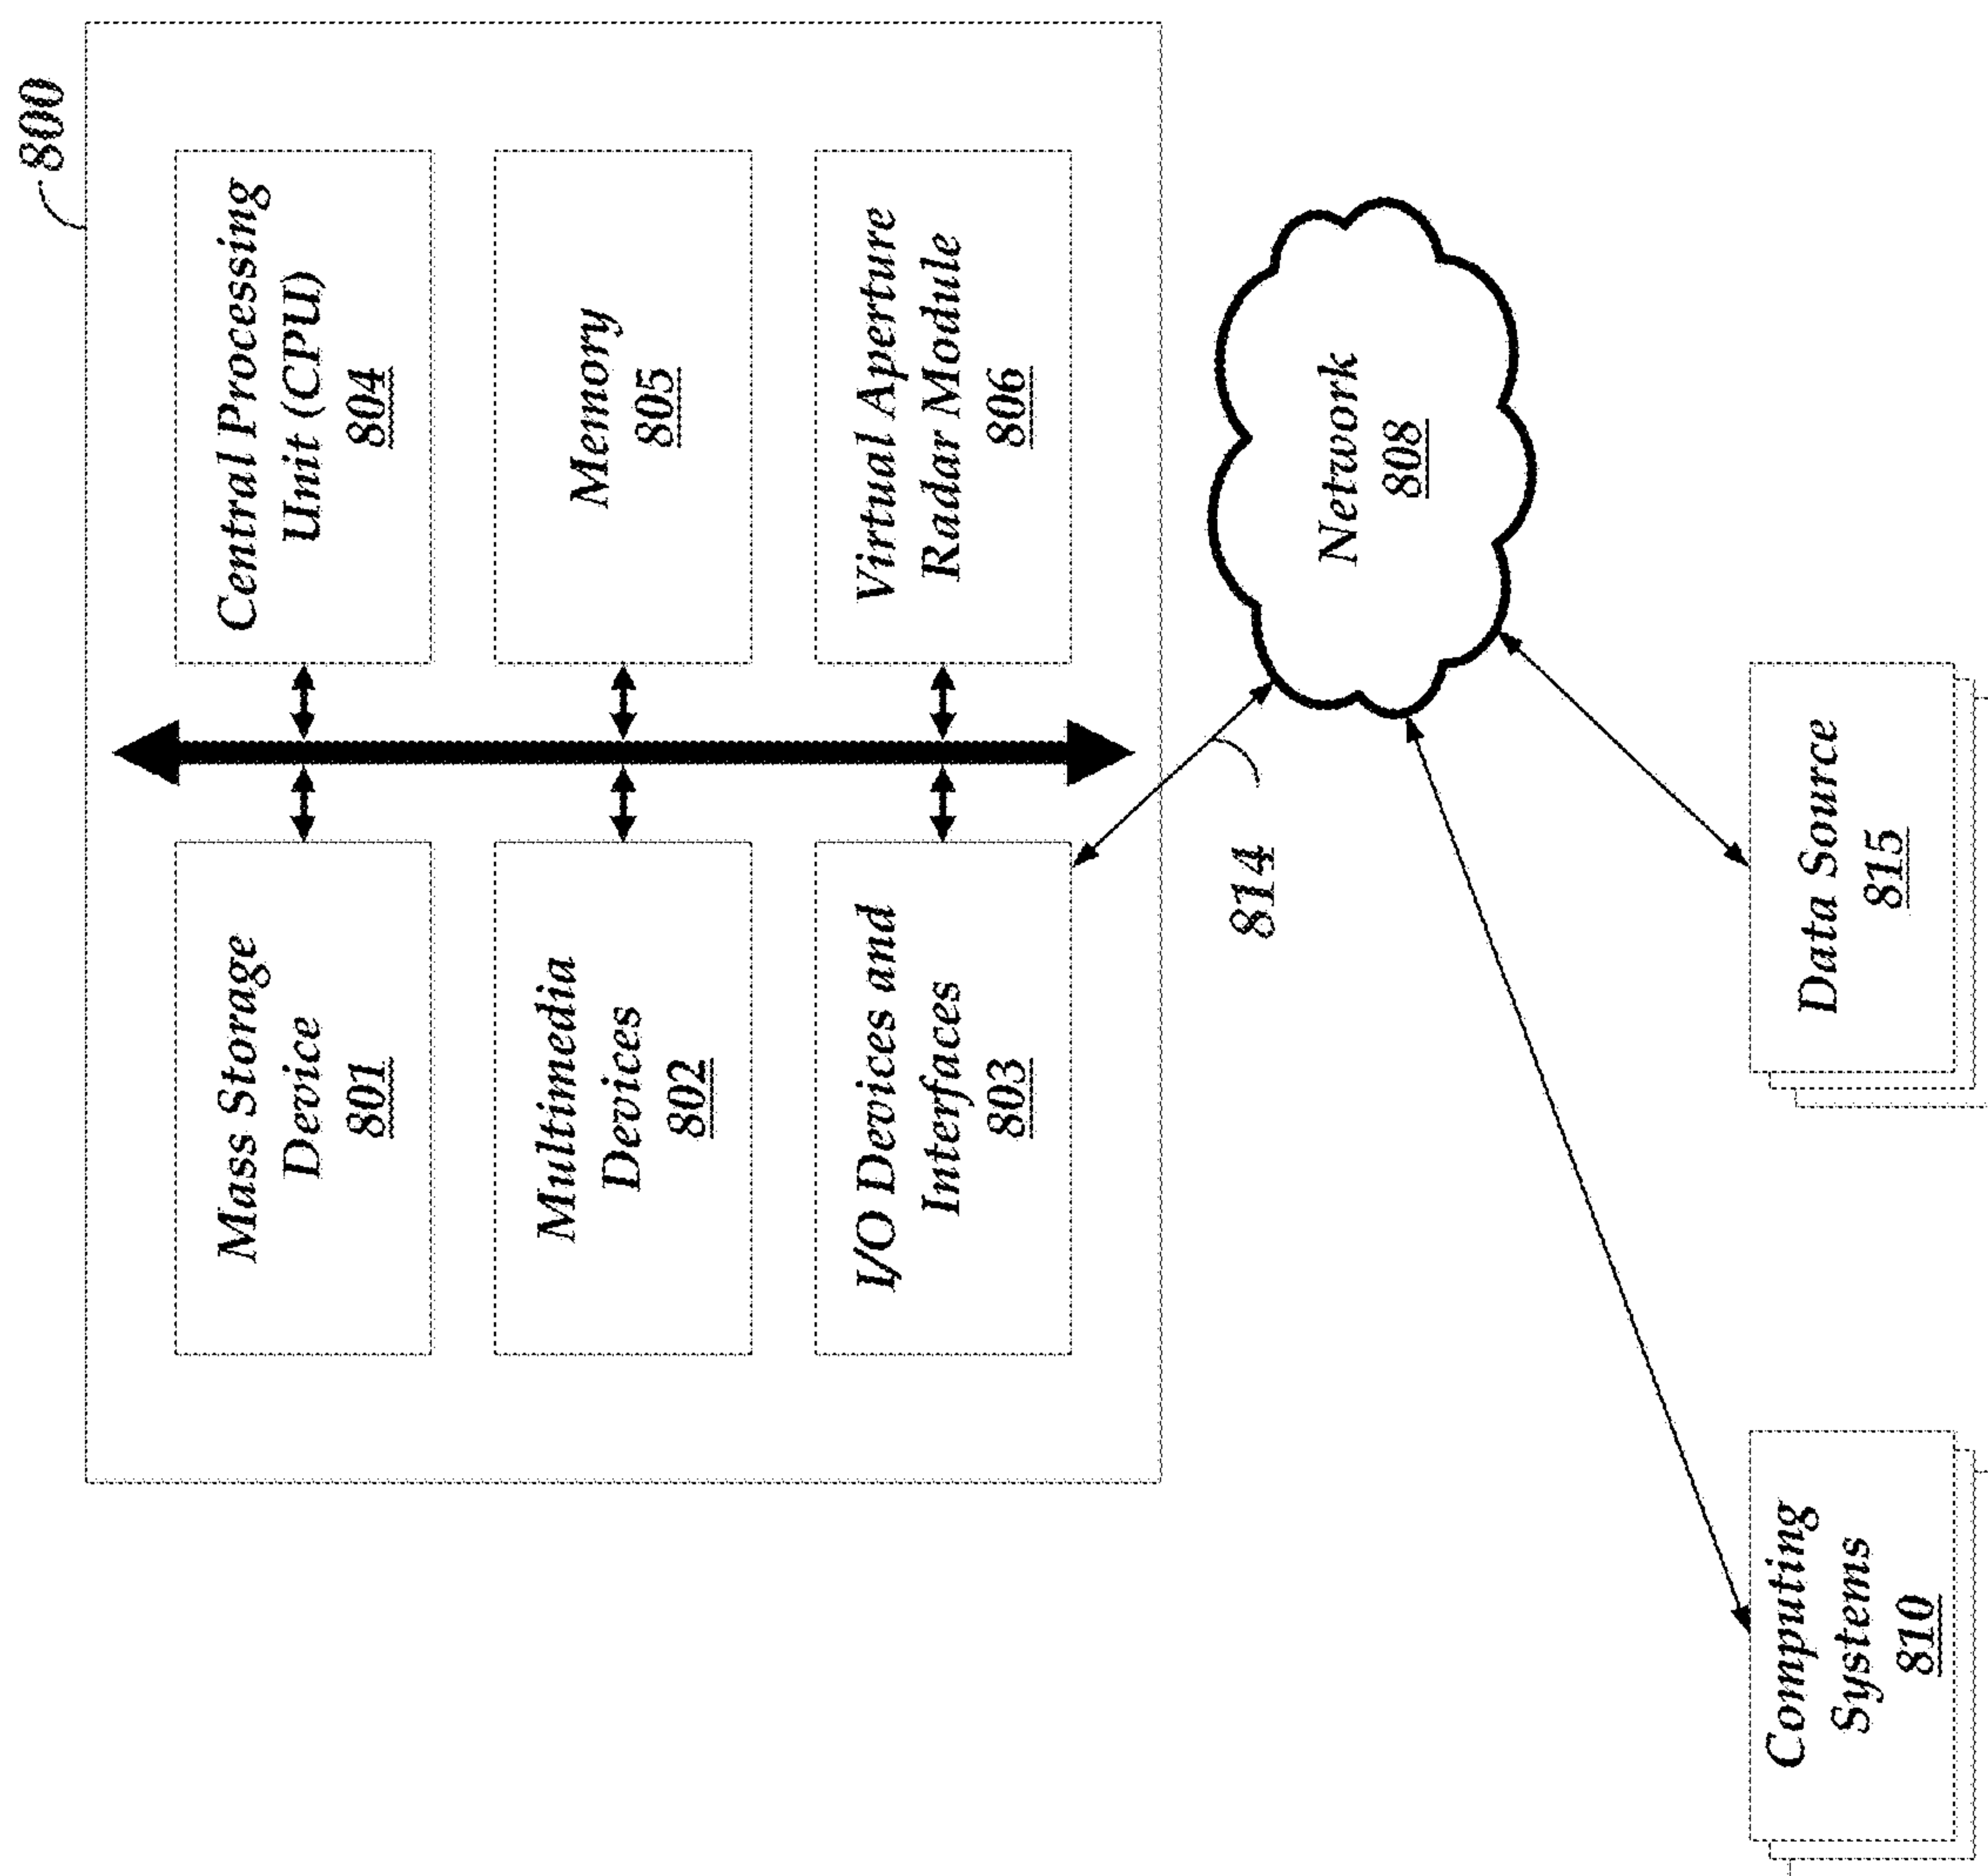 800
Mass Storage
Device
801
Central Processing
Unit (CPU)
804
Multimedia
Devices
802
Memory
805
I/O Devices and
Interfaces
803
Virtual Aperture
Radar Module
806
814
Network
808
Computing
Systems
810
Data Source
815